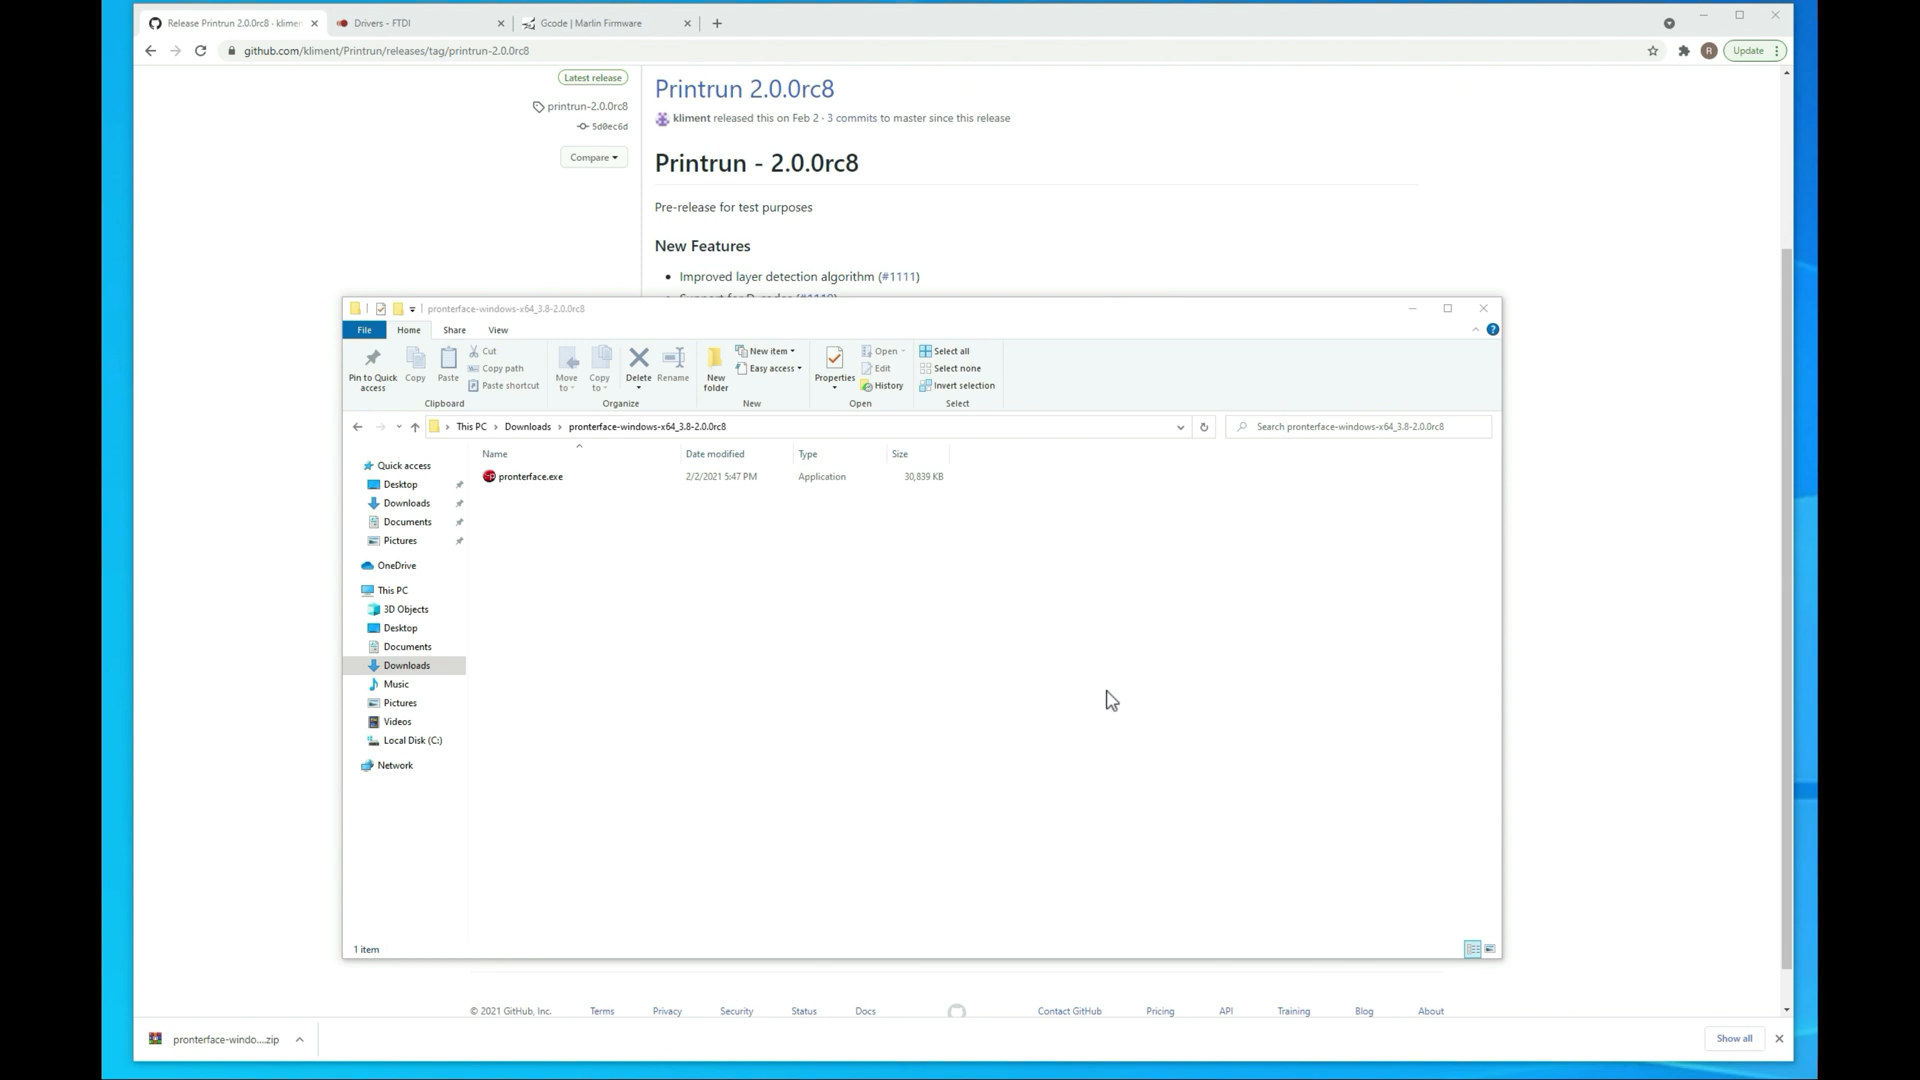 Release Printrun 2.0.0rc8 · klimen
Drivers - FTDI
Gcode | Marlin Firmware
github.com/kliment/Printrun/releases/tag/printrun-2.0.0rc8
R
Update
Latest release
printrun-2.0.0rc8
5d0ec6d
Compare
Printrun 2.0.0rc8
kliment released this on Feb 2 · 3 commits to master since this release
Printrun - 2.0.0rc8
Pre-release for test purposes
New Features
Improved layer detection algorithm (#1111)
pronterface-windows-x64_3.8-2.0.0rc8
File Home Share View
Pin to Quick access
Copy
Paste
Cut
Copy path
Paste shortcut
Clipboard
Move to
Copy to
Delete
Rename
Organize
New folder
New item
Easy access
New
Properties
Open
Edit
History
Open
Select all
Select none
Invert selection
Select
This PC > Downloads > pronterface-windows-x64_3.8-2.0.0rc8
Search pronterface-windows-x64_3.8-2.0.0rc8
Name Date modified Type Size
pronterface.exe 2/2/2021 5:47 PM Application 30,839 KB
Quick access
Desktop
Downloads
Documents
Pictures
OneDrive
This PC
3D Objects
Desktop
Documents
Downloads
Music
Pictures
Videos
Local Disk (C:)
Network
1 item
© 2021 GitHub, Inc. Terms Privacy Security Status Docs Contact GitHub Pricing API Training Blog About
pronterface-windo....zip
Show all